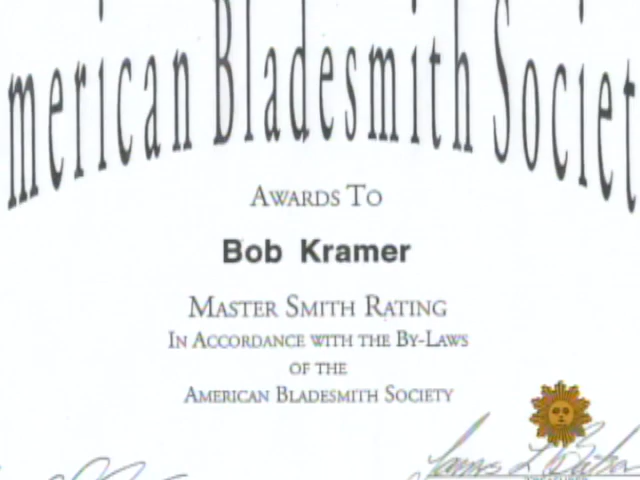 merican Bladesmith Societ
AWARDS TO
Bob Kramer
MASTER SMITH RATING
IN ACCORDANCE WITH THE BY-LAWS
OF THE
AMERICAN BLADESMITH SOCIETY